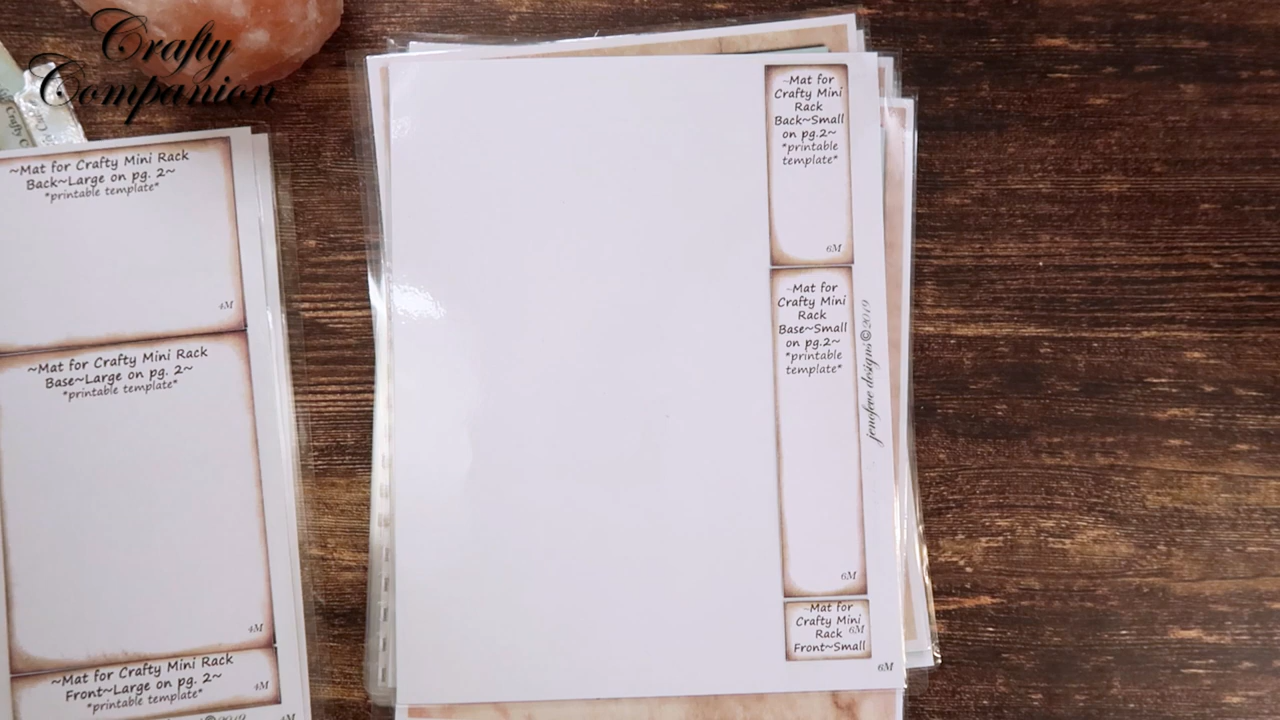 Crafty
Companion
~Mat for Crafty Mini Rack
Back~Large on pg. 2~
*printable template*
4M
~Mat for Crafty Mini Rack
Base~Large on pg. 2~
*printable template*
4M
~Mat for Crafty Mini Rack
Front~Large on pg. 2~
*printable template*
4M
©2019
4M
~Mat for
Crafty Mini
Rack
Back~Small
on pg.2~
*printable
template*
6M
~Mat for
Crafty Mini
Rack
Base~Small
on pg.2~
*printable
template*
6M
~Mat for
Crafty Mini
Rack 6M
Front~Small
jenofeve designs©2019
6M